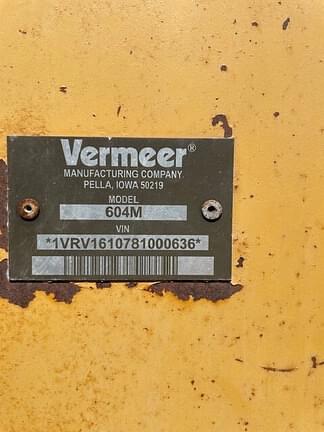 Vermeer®
MANUFACTURING COMPANY
PELLA, IOWA 50219
MODEL
604M
VIN
*1VRV1610781000636*